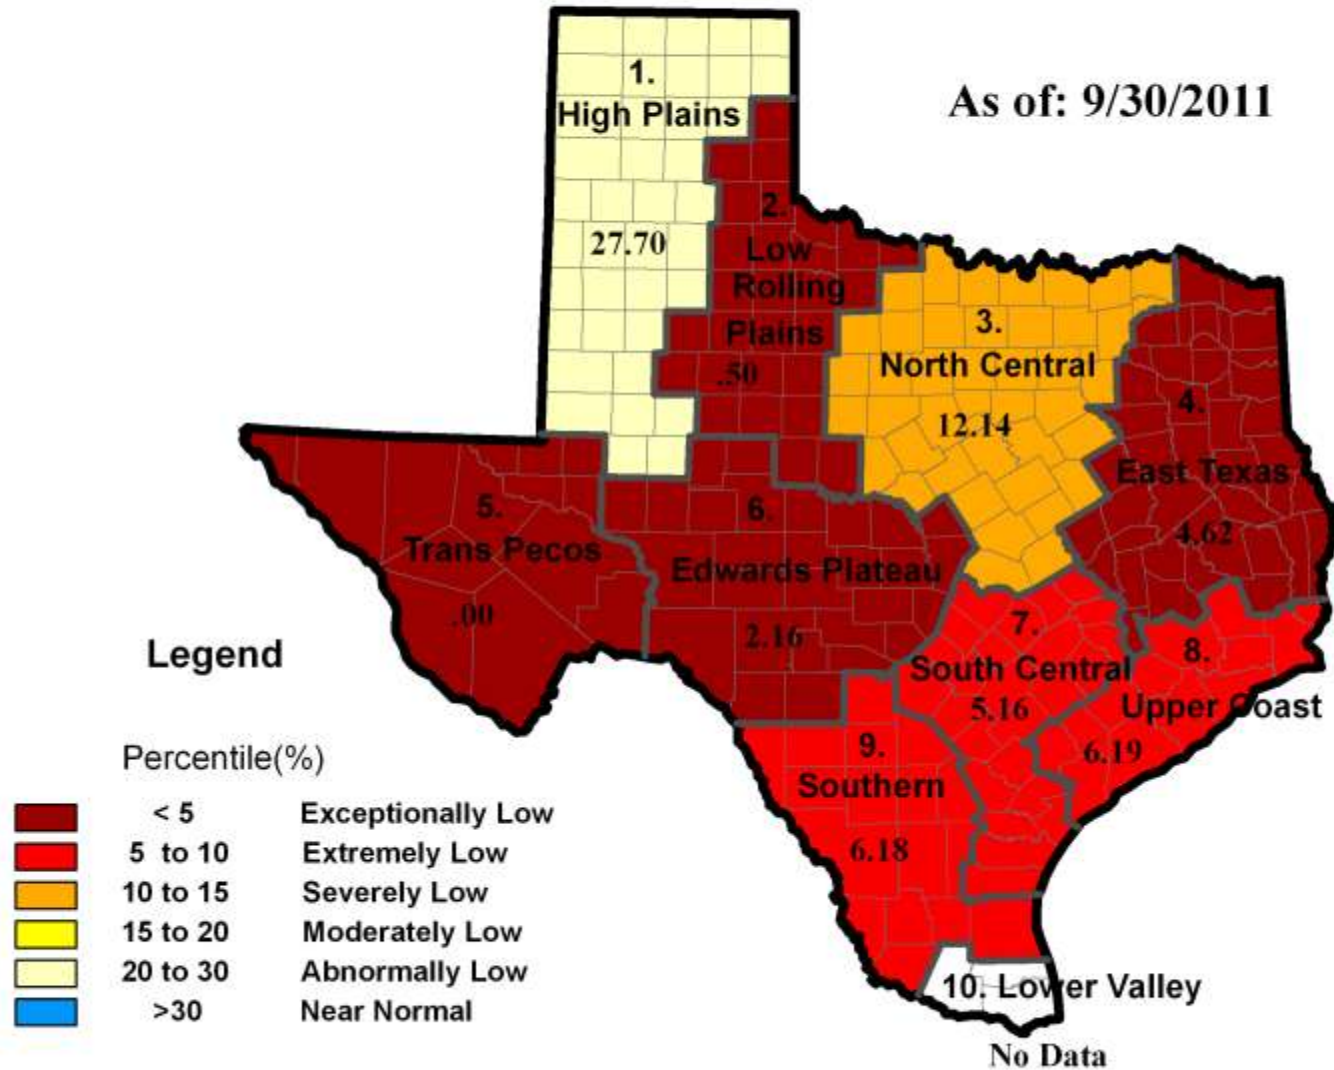 As of: 9/30/2011
1.
High Plains
27.70
2.
Low
Rolling
Plains
.50
3.
North Central
12.14
4.
East Texas
4.62
5.
Trans Pecos
.00
6.
Edwards Plateau
2.16
7.
South Central
5.16
8.
Upper Coast
6.19
9.
Southern
6.18
10. Lower Valley
No Data
Legend
Percentile(%)
< 5 Exceptionally Low
5 to 10 Extremely Low
10 to 15 Severely Low
15 to 20 Moderately Low
20 to 30 Abnormally Low
>30 Near Normal